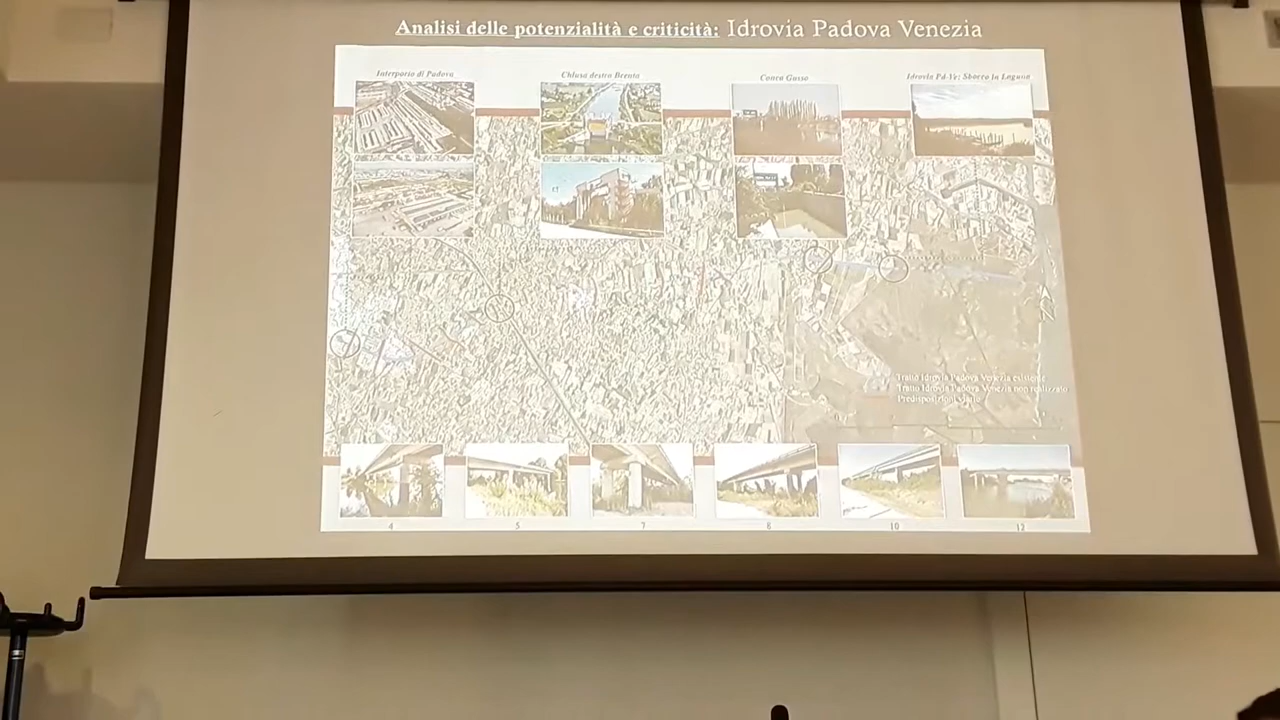 Analisi delle potenzialità e criticità: Idrovia Padova Venezia
Interporto di Padova
Chiusa destra Brenta
Conca Gusso
Idrovia Pd-Ve: Sbocco in Laguna
Tratto Idrovia Padova Venezia esistente
Tratto Idrovia Padova Venezia non realizzato
Predisposizioni viarie
4
5
7
8
10
12